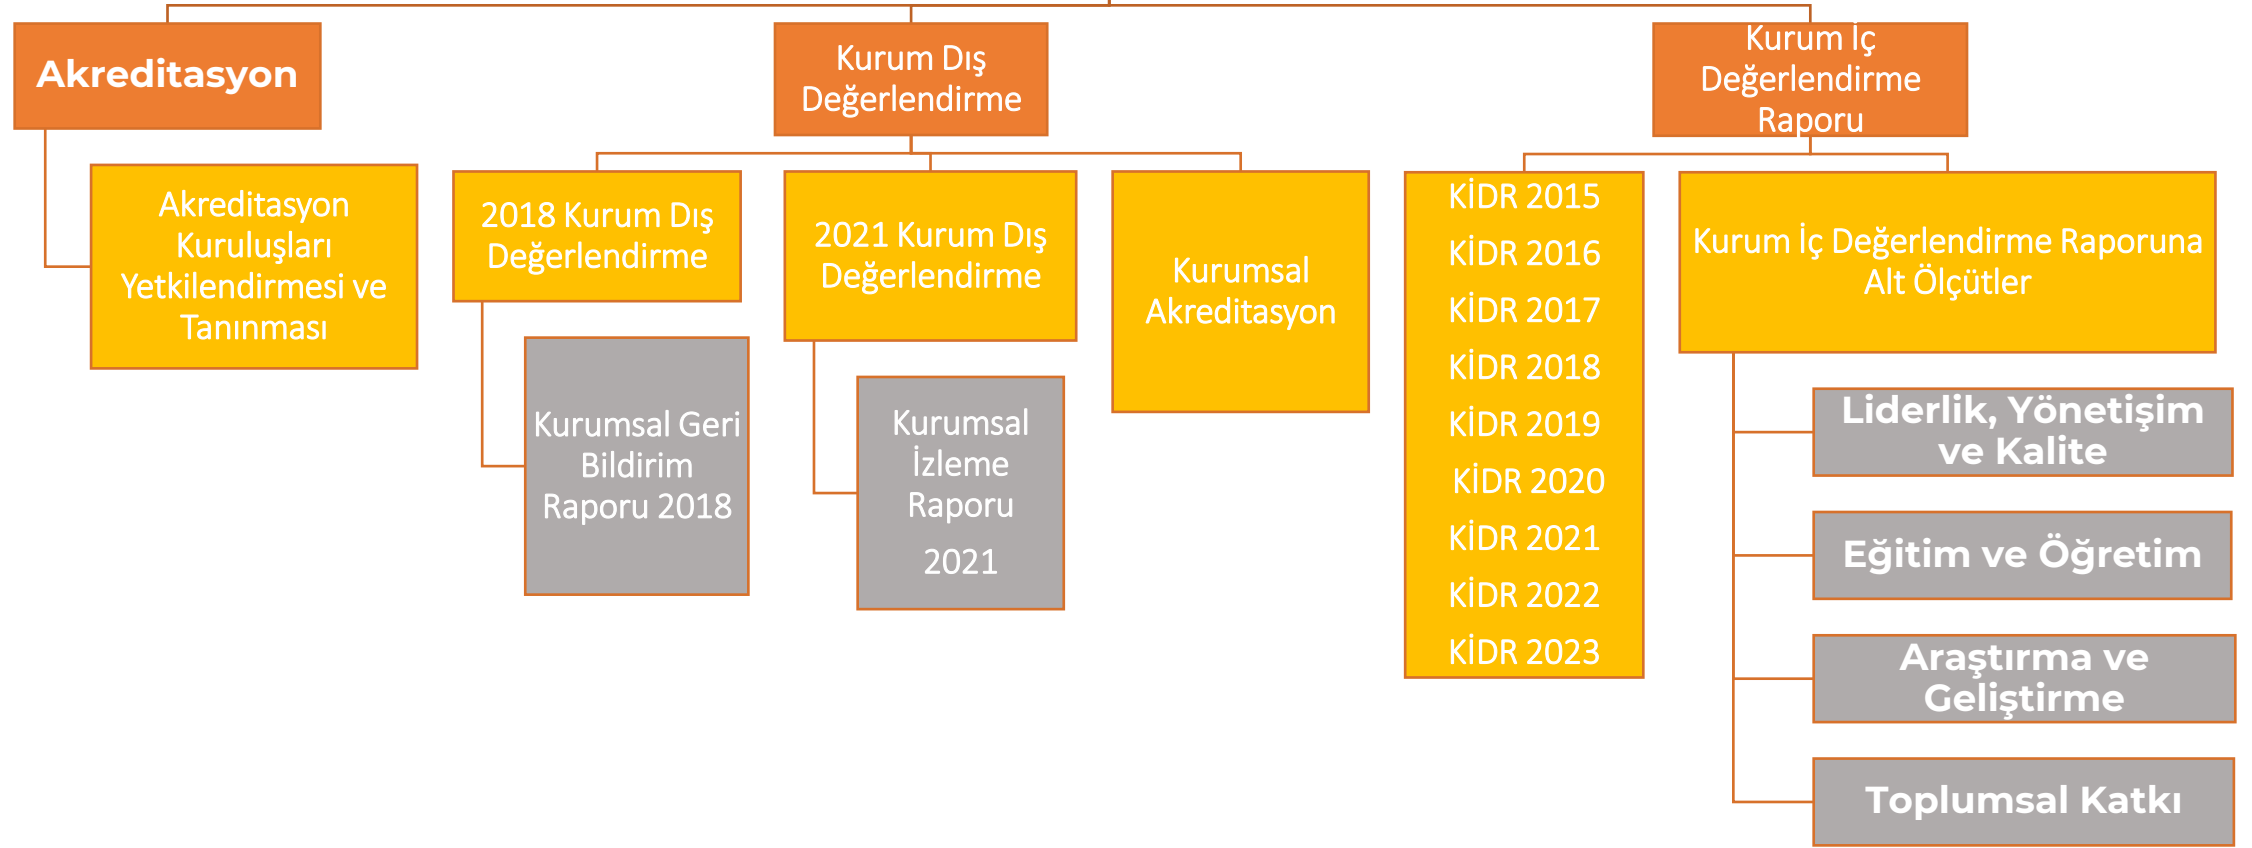 Akreditasyon
Akreditasyon
Kuruluşları
Yetkilendirmesi ve
Tanınması
Kurum Dış
Değerlendirme
2018 Kurum Dış
Değerlendirme
Kurumsal Geri
Bildirim
Raporu 2018
2021 Kurum Dış
Değerlendirme
Kurumsal
İzleme
Raporu
2021
Kurumsal
Akreditasyon
Kurum İç
Değerlendirme
Raporu
KİDR 2015
KİDR 2016
KİDR 2017
KİDR 2018
KİDR 2019
KİDR 2020
KİDR 2021
KİDR 2022
KİDR 2023
Kurum İç Değerlendirme Raporuna
Alt Ölçütler
Liderlik, Yönetişim
ve Kalite
Eğitim ve Öğretim
Araştırma ve
Geliştirme
Toplumsal Katkı